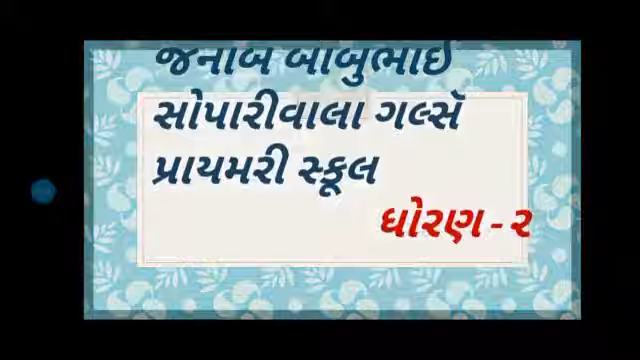 જનાબ બાબુભાઈ
સોપારીવાલા ગર્લ્સ
પ્રાયમરી સ્કૂલ
ધોરણ - ૨